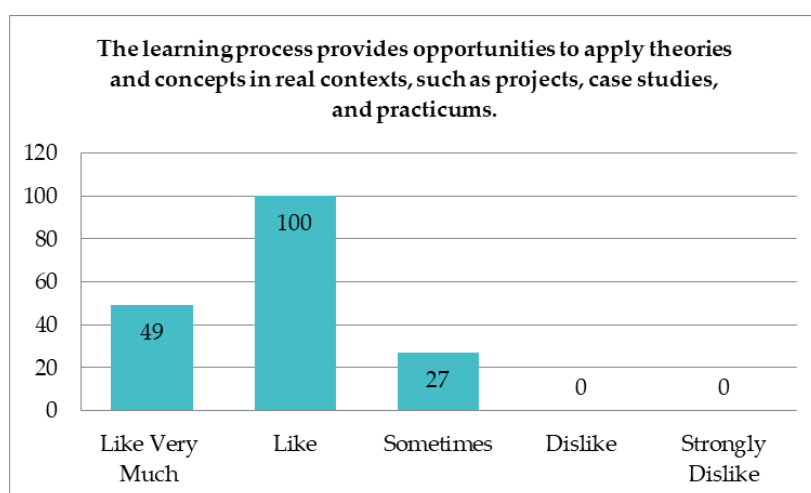 The learning process provides opportunities to apply theories
and concepts in real contexts, such as projects, case studies,
and practicums.
120
100
80
60
40
20
0
49
100
27
0
0
Like Very
Much
Like
Sometimes
Dislike
Strongly
Dislike